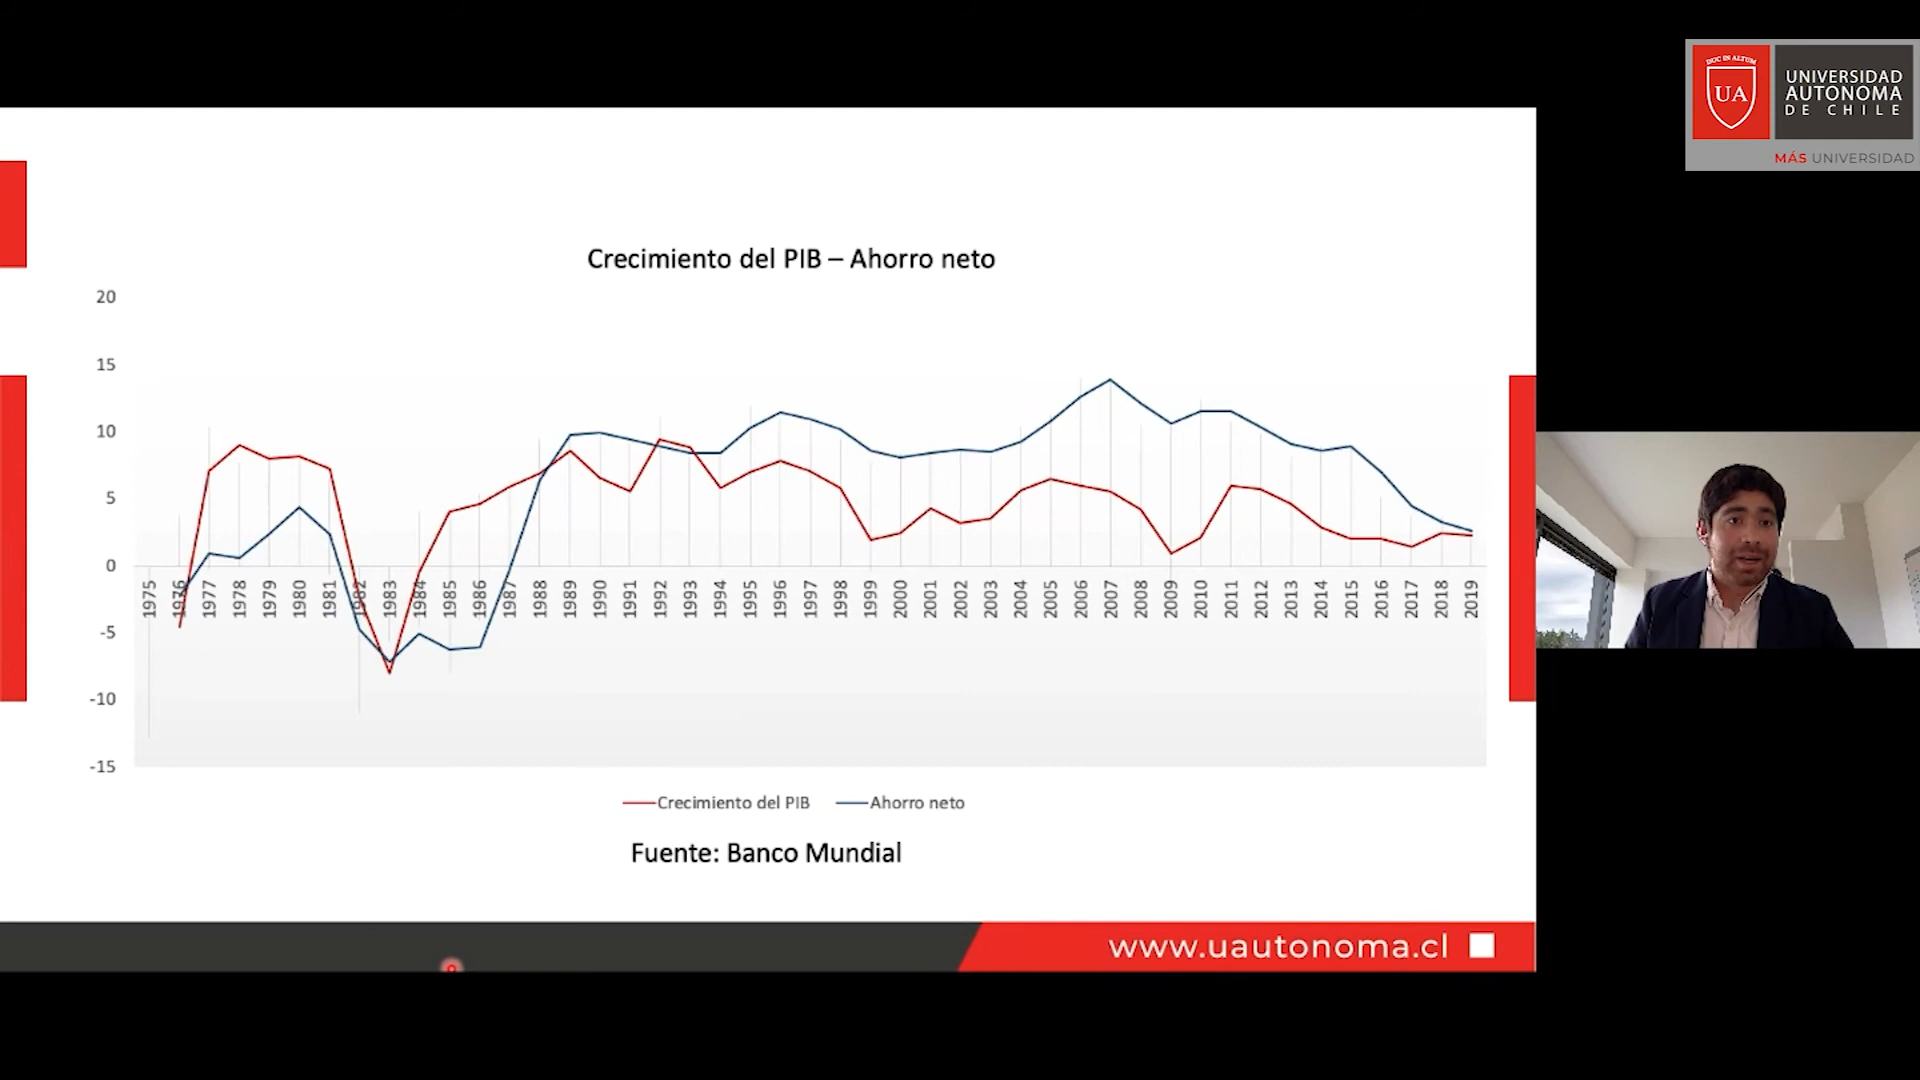 DUC IN ALTUM
UA
UNIVERSIDAD
AUTONOMA
DE CHILE
MÁS UNIVERSIDAD
Crecimiento del PIB – Ahorro neto
20
15
10
5
0
-5
-10
-15
1975 1976 1977 1978 1979 1980 1981 1982 1983 1984 1985 1986 1987 1988 1989 1990 1991 1992 1993 1994 1995 1996 1997 1998 1999 2000 2001 2002 2003 2004 2005 2006 2007 2008 2009 2010 2011 2012 2013 2014 2015 2016 2017 2018 2019
Crecimiento del PIB Ahorro neto
Fuente: Banco Mundial
www.uautonoma.cl